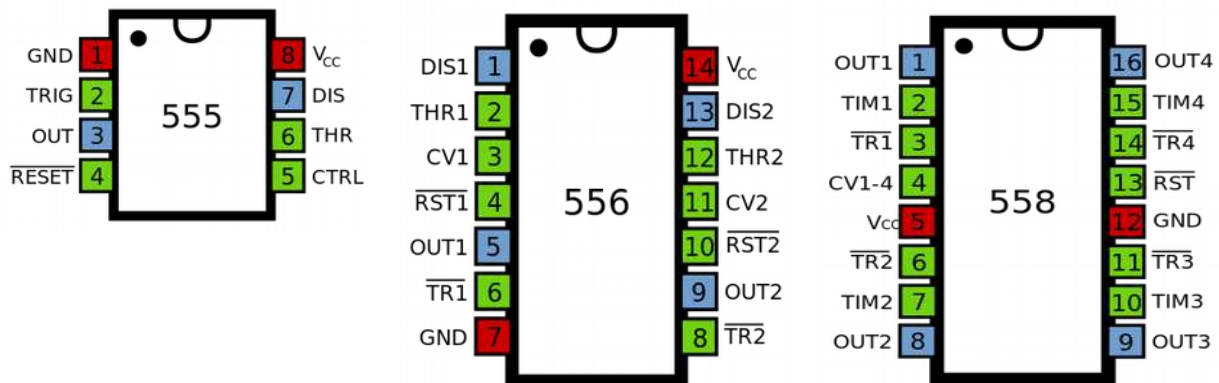 555
GND 1
TRIG 2
OUT 3
RESET 4
8 VCC
7 DIS
6 THR
5 CTRL
556
DIS1 1
THR1 2
CV1 3
RST1 4
OUT1 5
TR1 6
GND 7
14 VCC
13 DIS2
12 THR2
11 CV2
10 RST2
9 OUT2
8 TR2
558
OUT1 1
TIM1 2
TR1 3
CV1-4 4
VCC 5
TR2 6
TIM2 7
OUT2 8
16 OUT4
15 TIM4
14 TR4
13 RST
12 GND
11 TR3
10 TIM3
9 OUT3